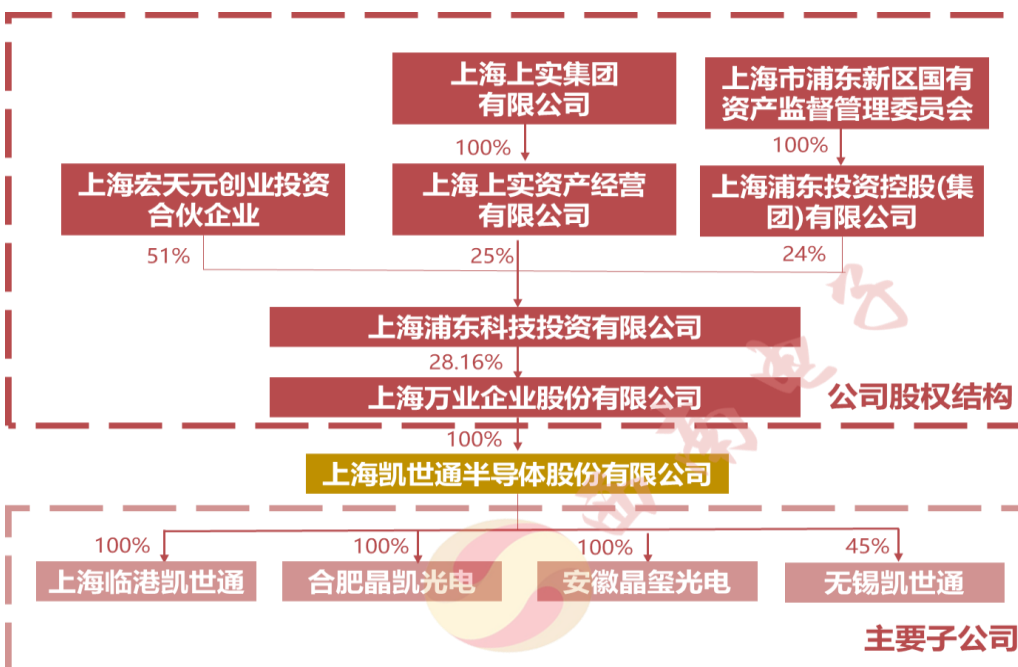 上海上实集团
有限公司
上海市浦东新区国有
资产监督管理委员会
100%
100%
上海宏天元创业投资
合伙企业
上海上实资产经营
有限公司
上海浦东投资控股(集
团)有限公司
51%
25%
24%
上海浦东科技投资有限公司
28.16%
上海万业企业股份有限公司
公司股权结构
100%
上海凯世通半导体股份有限公司
100%
100%
100%
45%
上海临港凯世通
合肥晶凯光电
安徽晶玺光电
无锡凯世通
主要子公司